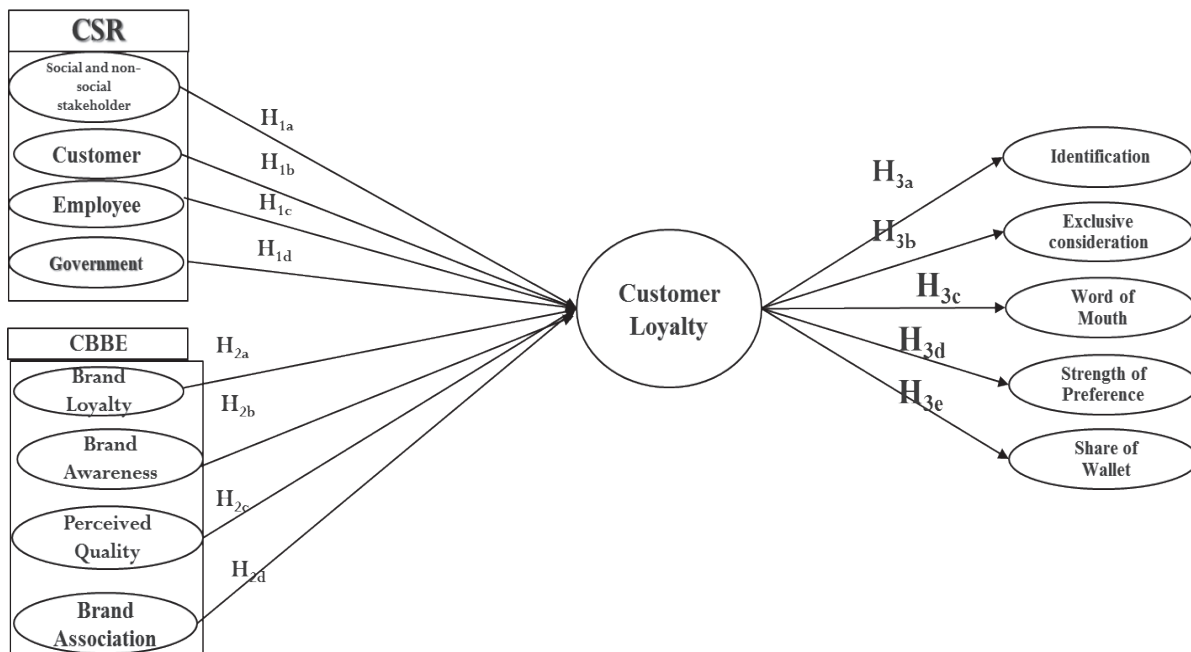 CSR
Social and non-
social
stakeholder
Customer
Employee
Government
H1a
H1b
H1c
H1d
CBBE
Brand
Loyalty
Brand
Awareness
Perceived
Quality
Brand
Association
H2a
H2b
H2c
H2d
Customer
Loyalty
H3a
H3b
H3c
H3d
H3e
Identification
Exclusive
consideration
Word of
Mouth
Strength of
Preference
Share of
Wallet